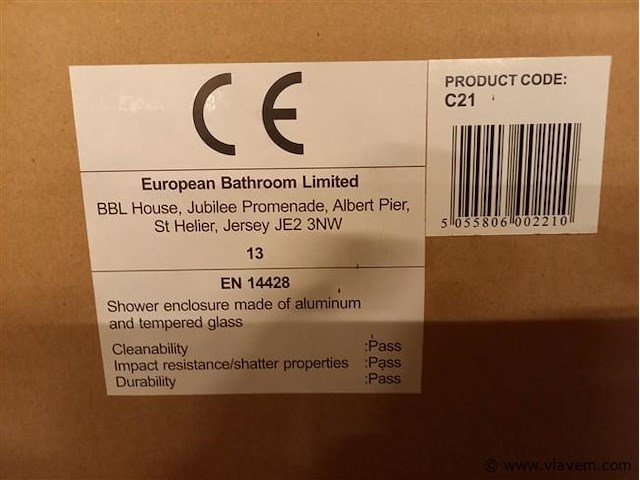 CE
European Bathroom Limited
BBL House, Jubilee Promenade, Albert Pier,
St Helier, Jersey JE2 3NW
13
EN 14428
Shower enclosure made of aluminum
and tempered glass
Cleanability :Pass
Impact resistance/shatter properties :Pass
Durability :Pass
PRODUCT CODE:
C21
5 055806 002210
© www.vlavem.com